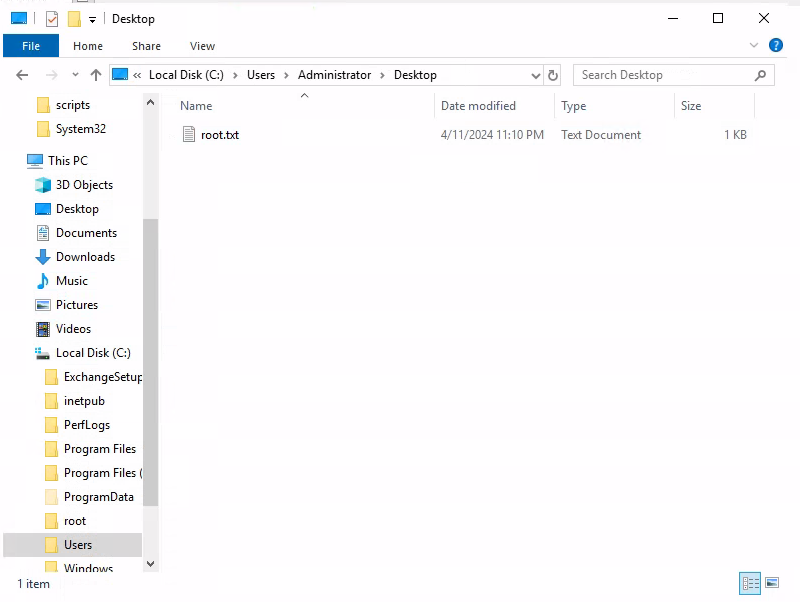 Desktop
File Home Share View
« Local Disk (C:) > Users > Administrator > Desktop
Search Desktop
Name Date modified Type Size
root.txt 4/11/2024 11:10 PM Text Document 1 KB
scripts
System32
This PC
3D Objects
Desktop
Documents
Downloads
Music
Pictures
Videos
Local Disk (C:)
ExchangeSetup
inetpub
PerfLogs
Program Files
Program Files (
ProgramData
root
Users
Windows
1 item